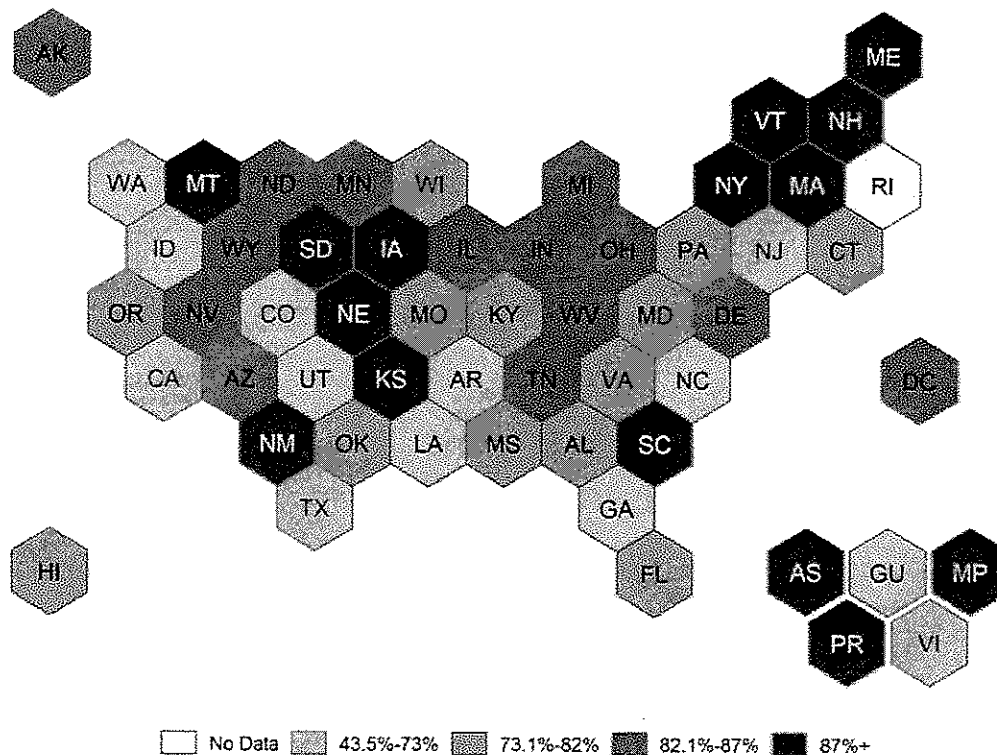 AK
ME
VT NH
WA MT ND MN WI MI NY MA RI
ID WY SD IA IL IN OH PA NJ CT
OR NV CO NE MO KY WV MD DE
CA AZ UT KS AR TN VA NC DC
NM OK LA MS AL SC
TX GA
HI FL AS GU MP
PR VI
No Data 43.5%-73% 73.1%-82% 82.1%-87% 87%+